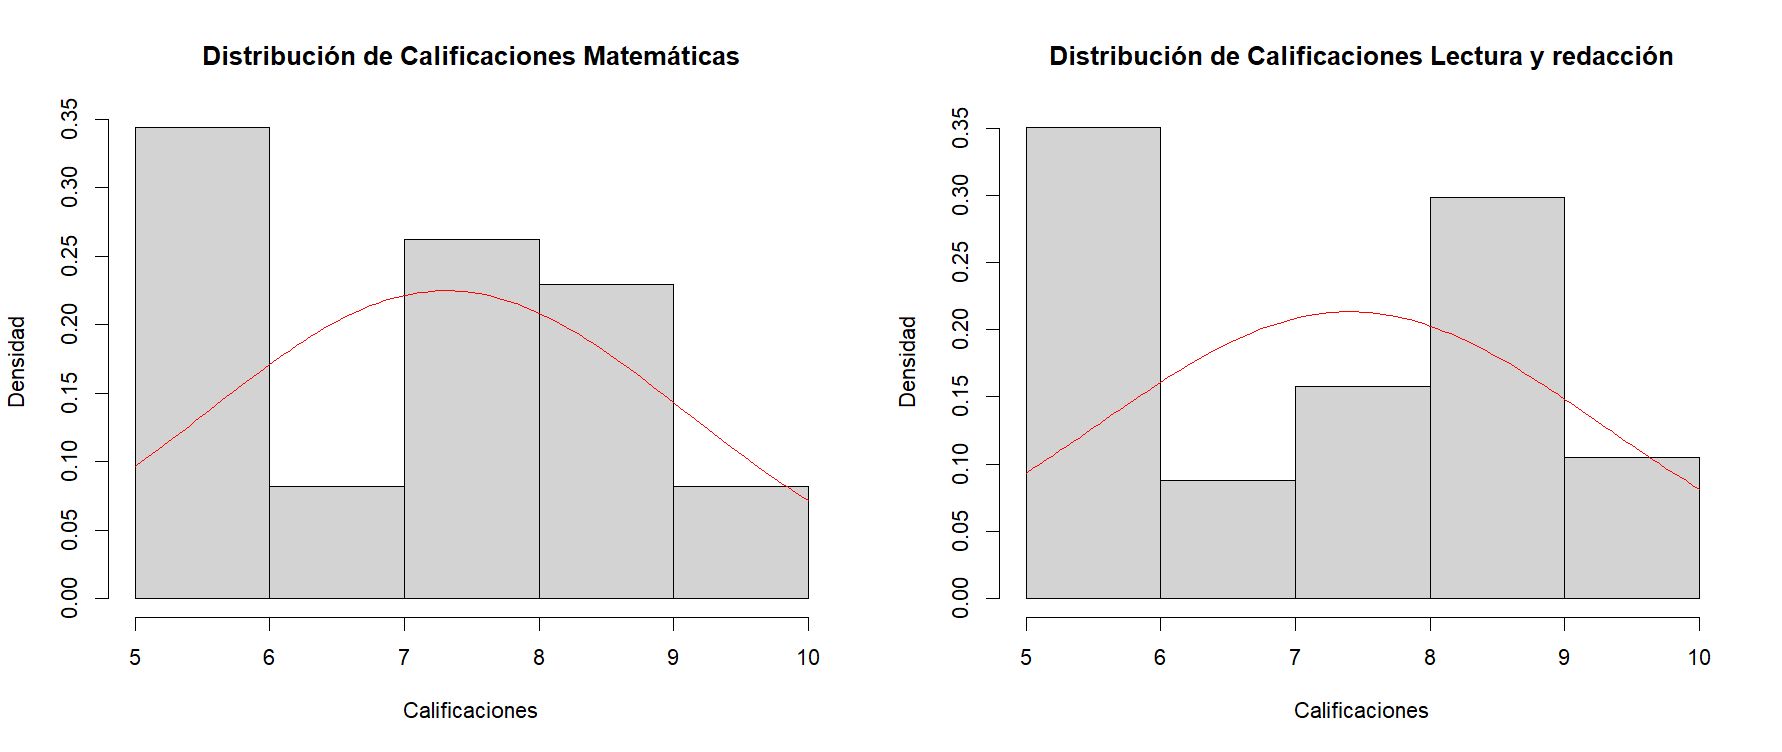 Distribución de Calificaciones Matemáticas
Densidad
0.35
0.30
0.25
0.20
0.15
0.10
0.05
0.00
5 6 7 8 9 10
Calificaciones
Distribución de Calificaciones Lectura y redacción
Densidad
0.35
0.30
0.25
0.20
0.15
0.10
0.05
0.00
5 6 7 8 9 10
Calificaciones